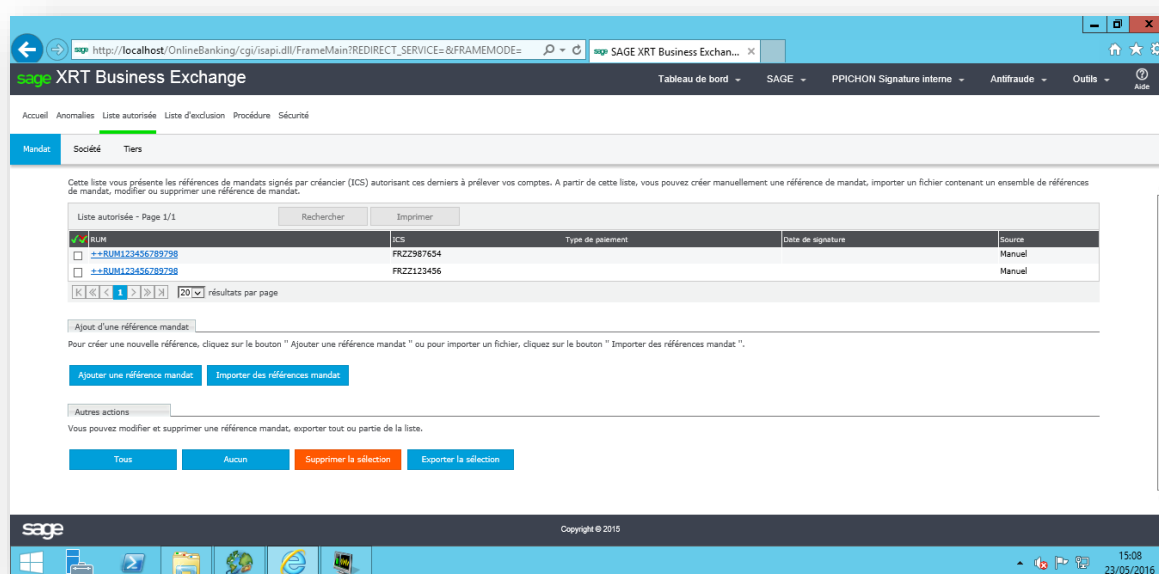 http://localhost/OnlineBanking/cgi/isapi.dll/FrameMain?REDIRECT_SERVICE=&FRAMEMODE=
sage SAGE XRT Business Exchan...
sage XRT Business Exchange
Tableau de bord SAGE PPICHON Signature interne Antifraude Outils Aide
Accueil Anomalies Liste autorisée Liste d'exclusion Procédure Sécurité
Mandat Société Tiers
Cette liste vous présente les références de mandats signés par créancier (ICS) autorisant ces derniers à prélever vos comptes. A partir de cette liste, vous pouvez créer manuellement une référence de mandat, importer un fichier contenant un ensemble de références
de mandat, modifier ou supprimer une référence de mandat.
Liste autorisée - Page 1/1 Rechercher Imprimer
RUM ICS Type de paiement Date de signature Source
++RUM123456789798 FRZZ987654 Manuel
++RUM123456789798 FRZZ123456 Manuel
1 20 résultats par page
Ajout d'une référence mandat
Pour créer une nouvelle référence, cliquez sur le bouton " Ajouter une référence mandat " ou pour importer un fichier, cliquez sur le bouton " Importer des références mandat ".
Ajouter une référence mandat Importer des références mandat
Autres actions
Vous pouvez modifier et supprimer une référence mandat, exporter tout ou partie de la liste.
Tous Aucun Supprimer la sélection Exporter la sélection
sage Copyright © 2015
15:08
23/05/2016